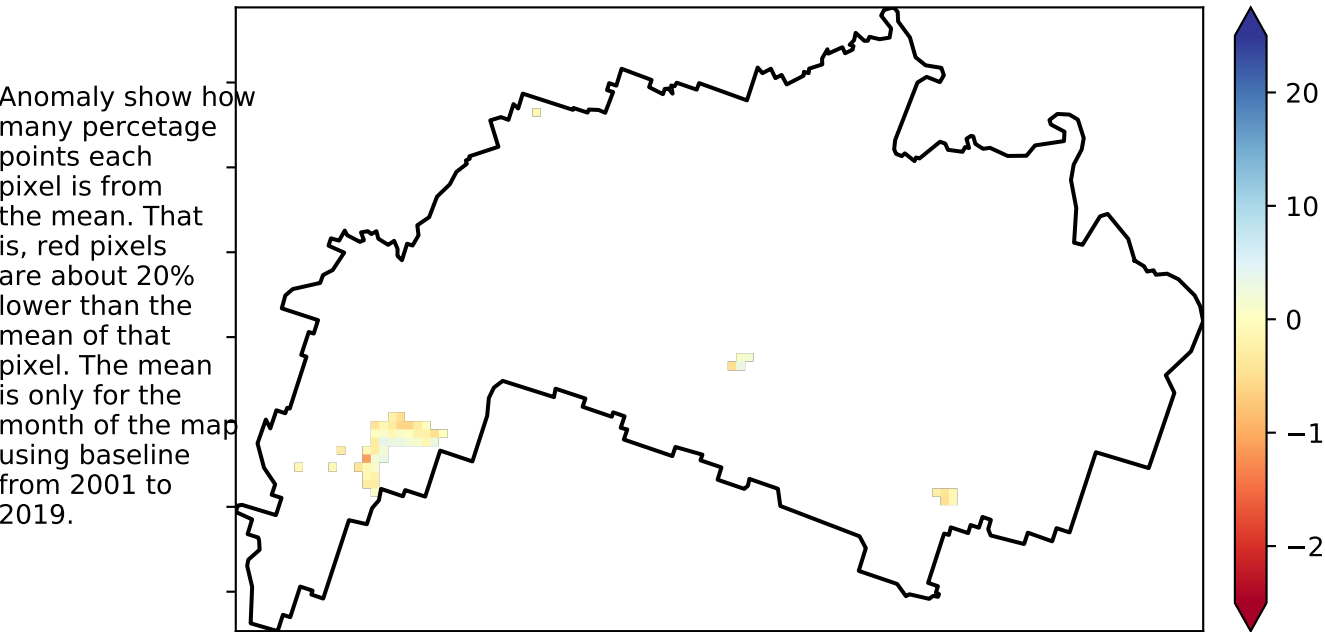 Anomaly show how
many percetage
points each
pixel is from
the mean. That
is, red pixels
are about 20%
lower than the
mean of that
pixel. The mean
is only for the
month of the map
using baseline
from 2001 to
2019.
20
10
0
−1
−2